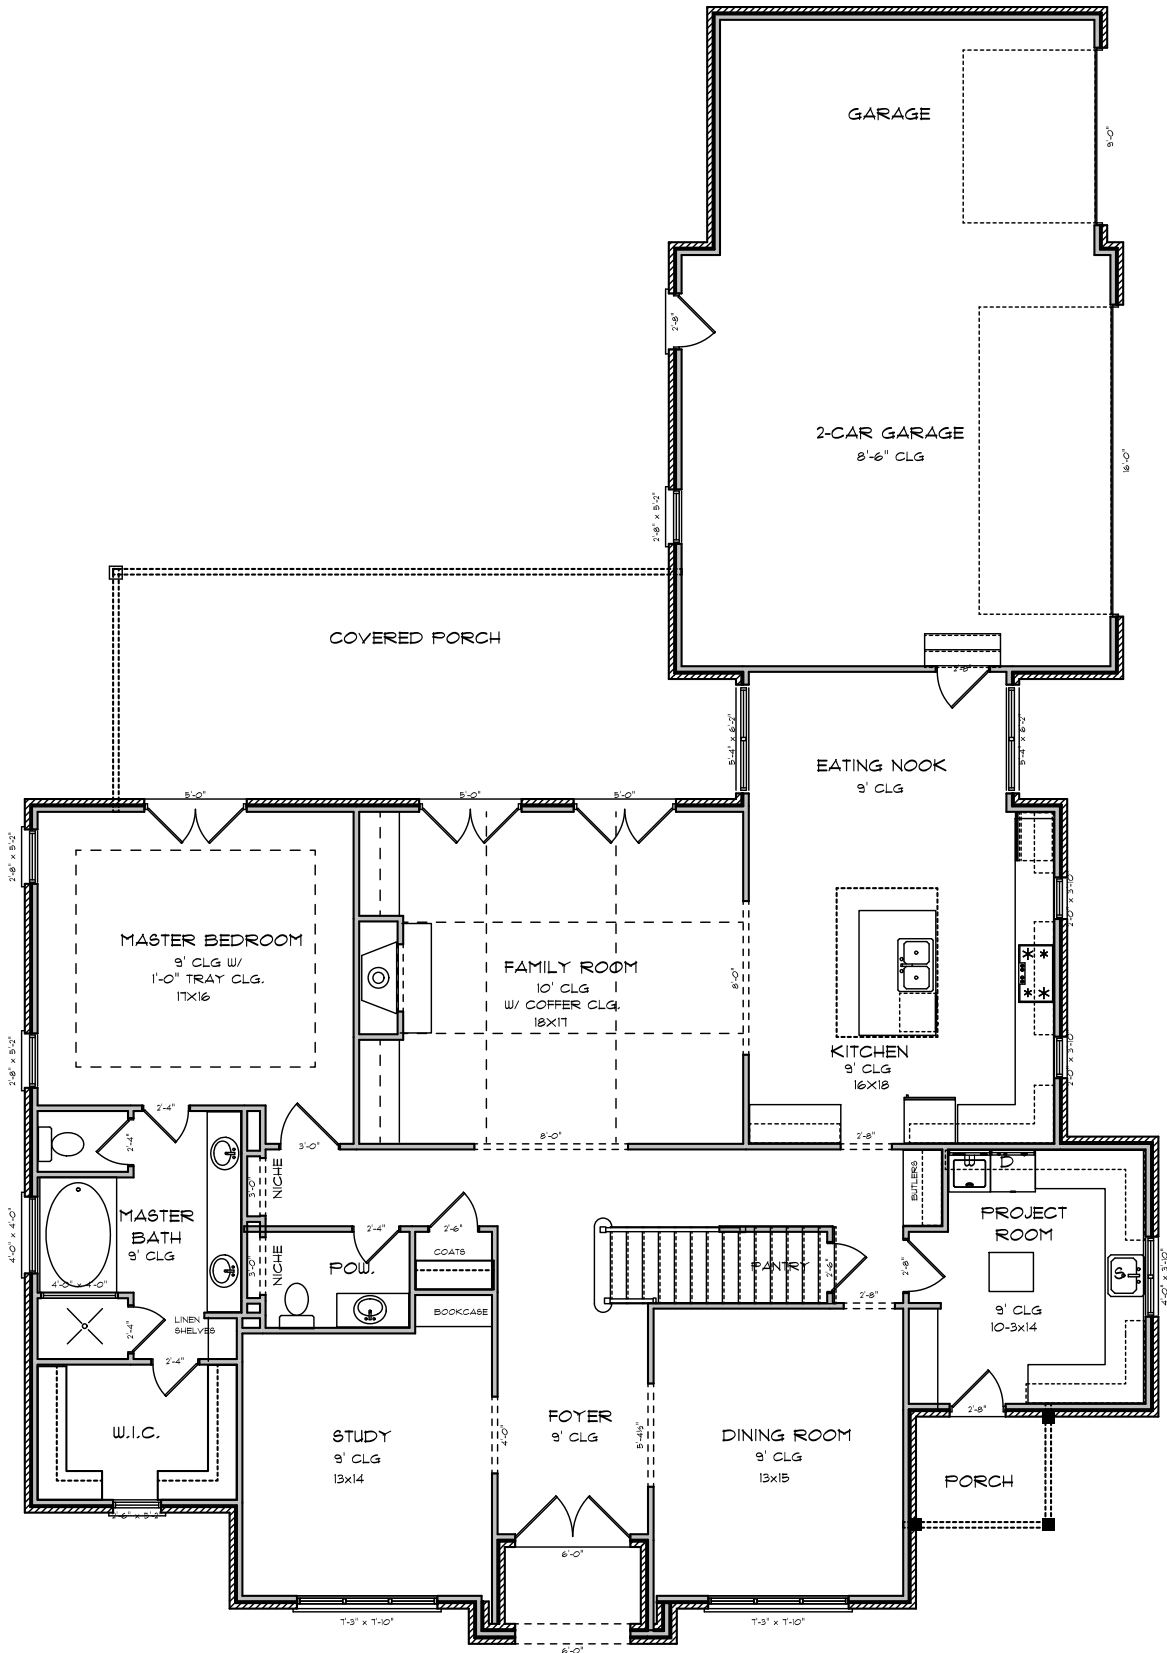 GARAGE
9'-0"
2'-8"
2-CAR GARAGE
8'-6" CLG
16'-0"
2'-8" x 5'-2"
COVERED PORCH
2'-8"
5'-4" x 6'-2"
5'-4" x 6'-2"
EATING NOOK
9' CLG
5'-0"
5'-0"
5'-0"
2'-8" x 5'-2"
2'-0" x 3'-10"
MASTER BEDROOM
9' CLG W/
1'-0" TRAY CLG.
17X16
FAMILY ROOM
10' CLG
W/ COFFER CLG.
18X17
8'-0"
KITCHEN
9' CLG
16X18
2'-8" x 5'-2"
2'-0" x 3'-10"
2'-4"
2'-4"
3'-0"
8'-0"
2'-8"
W
D
NICHE
3'-0"
BUTLERS
MASTER
BATH
9' CLG
4'-0" x 4'-0"
4'-0" x 4'-0"
PROJECT
ROOM
9' CLG
10-3x14
4'-0" x 3'-10"
S
2'-4"
2'-6"
COATS
POW.
NICHE
3'-0"
PANTRY
2'-6"
2'-8"
2'-8"
BOOKCASE
LINEN
SHELVES
2'-4"
2'-4"
W.I.C.
2'-6" x 5'-2"
STUDY
9' CLG
13x14
4'-0"
FOYER
9' CLG
5'-4½"
DINING ROOM
9' CLG
13x15
2'-8"
PORCH
6'-0"
7'-3" x 7'-10"
7'-3" x 7'-10"
6'-0"